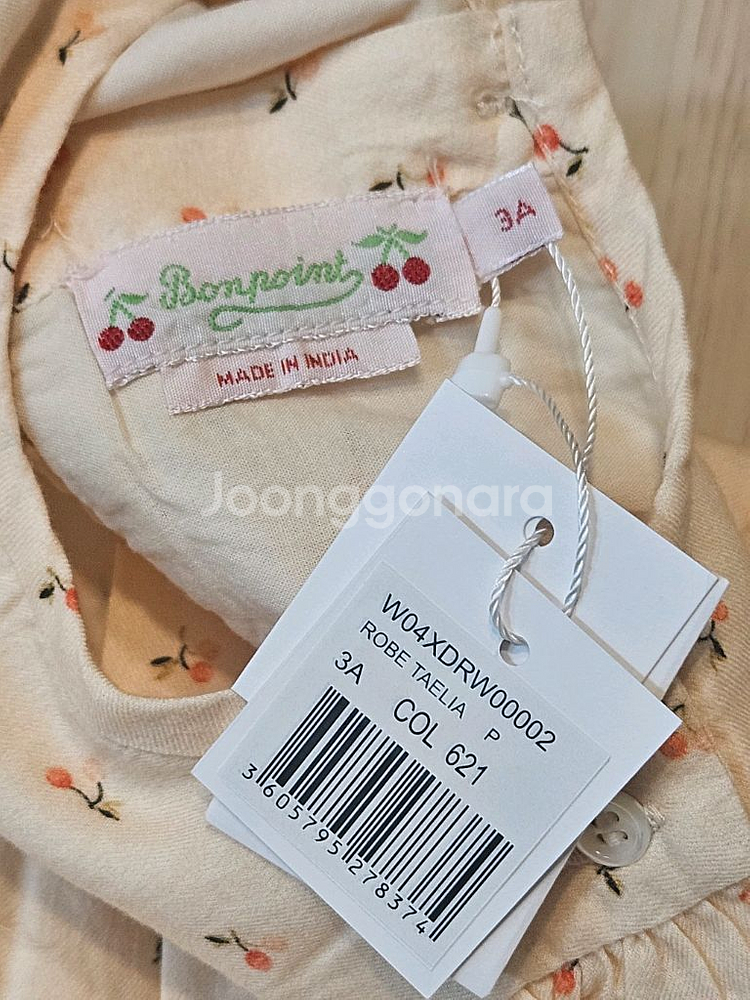 Bonpoint
3A
MADE IN INDIA
Joonggonara
W04XDRW00002
ROBE TAELIA P
3A COL 621
3605795278374